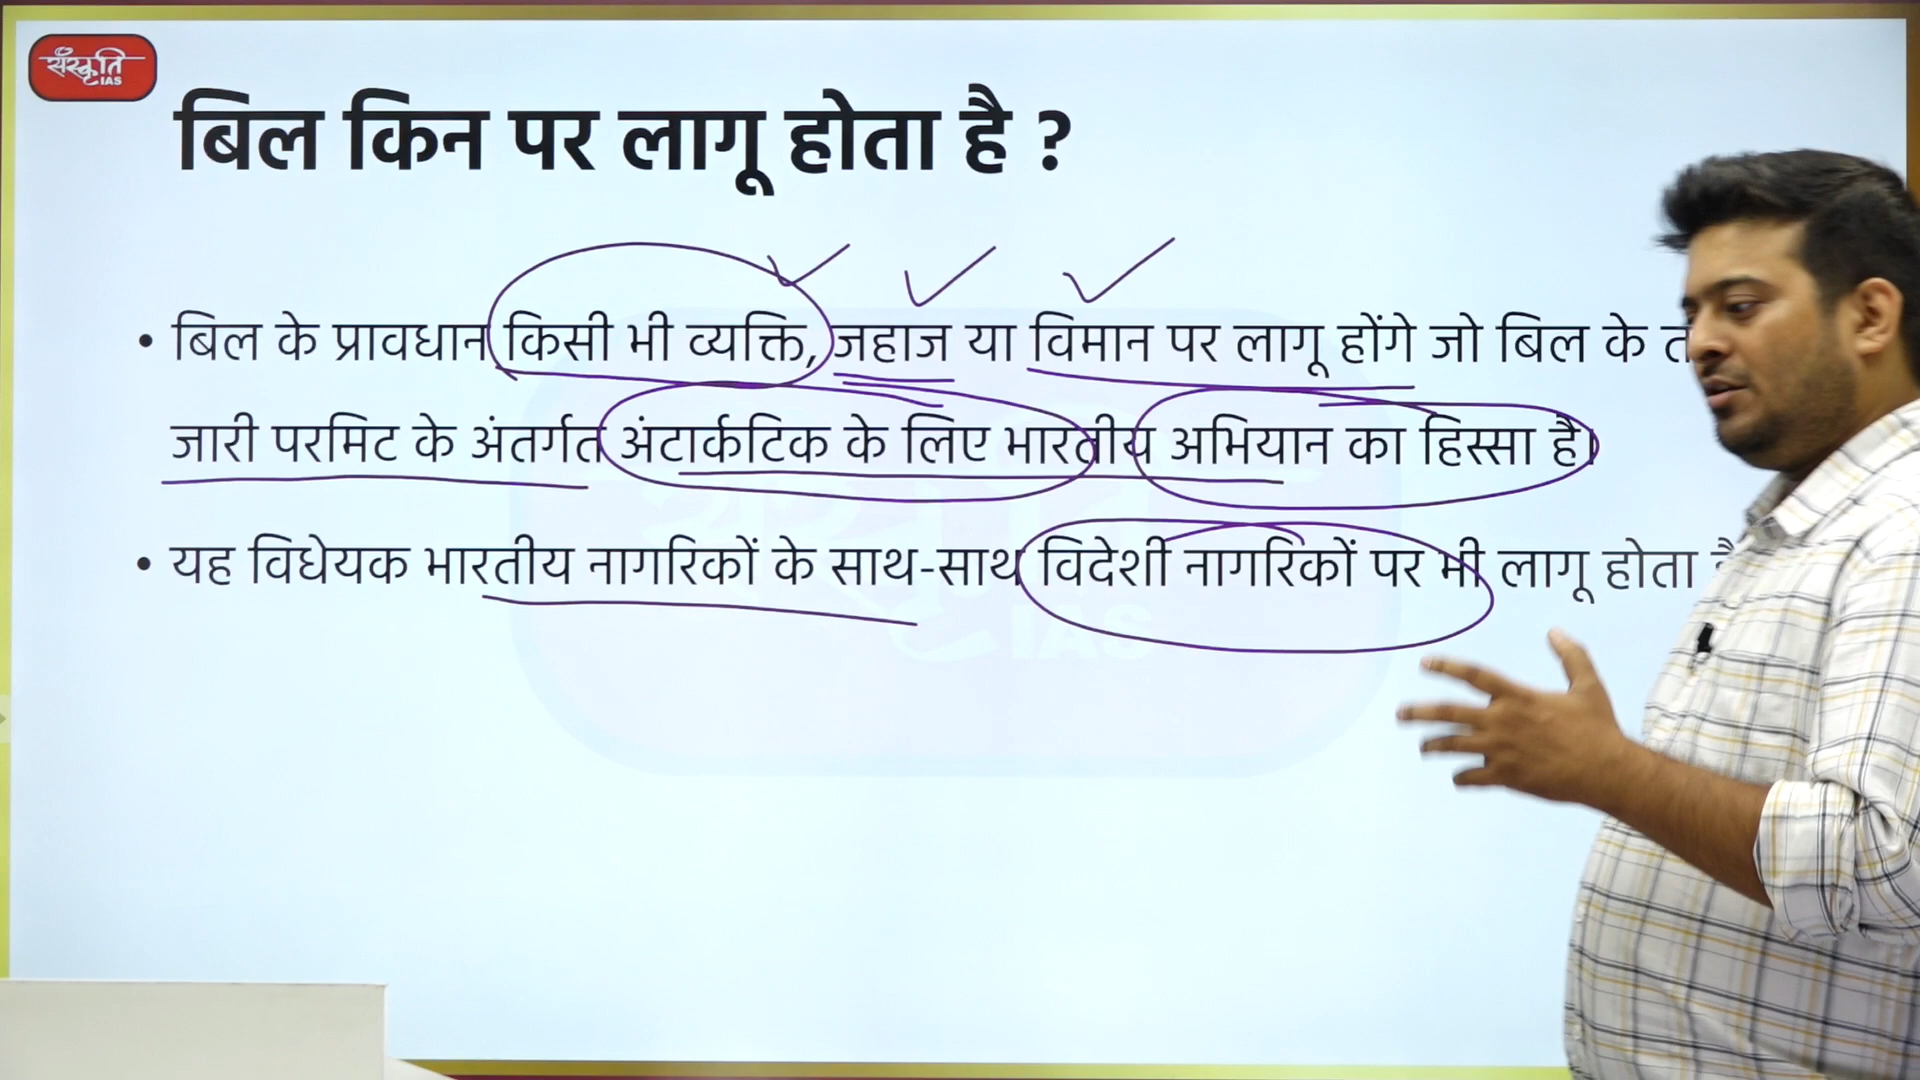 संस्कृति
IAS
बिल किन पर लागू होता है ?
• बिल के प्रावधान किसी भी व्यक्ति, जहाज या विमान पर लागू होंगे जो बिल के
जारी परमिट के अंतर्गत अंटार्कटिक के लिए भारतीय अभियान का हिस्सा है।
• यह विधेयक भारतीय नागरिकों के साथ-साथ विदेशी नागरिकों पर भी लागू होता